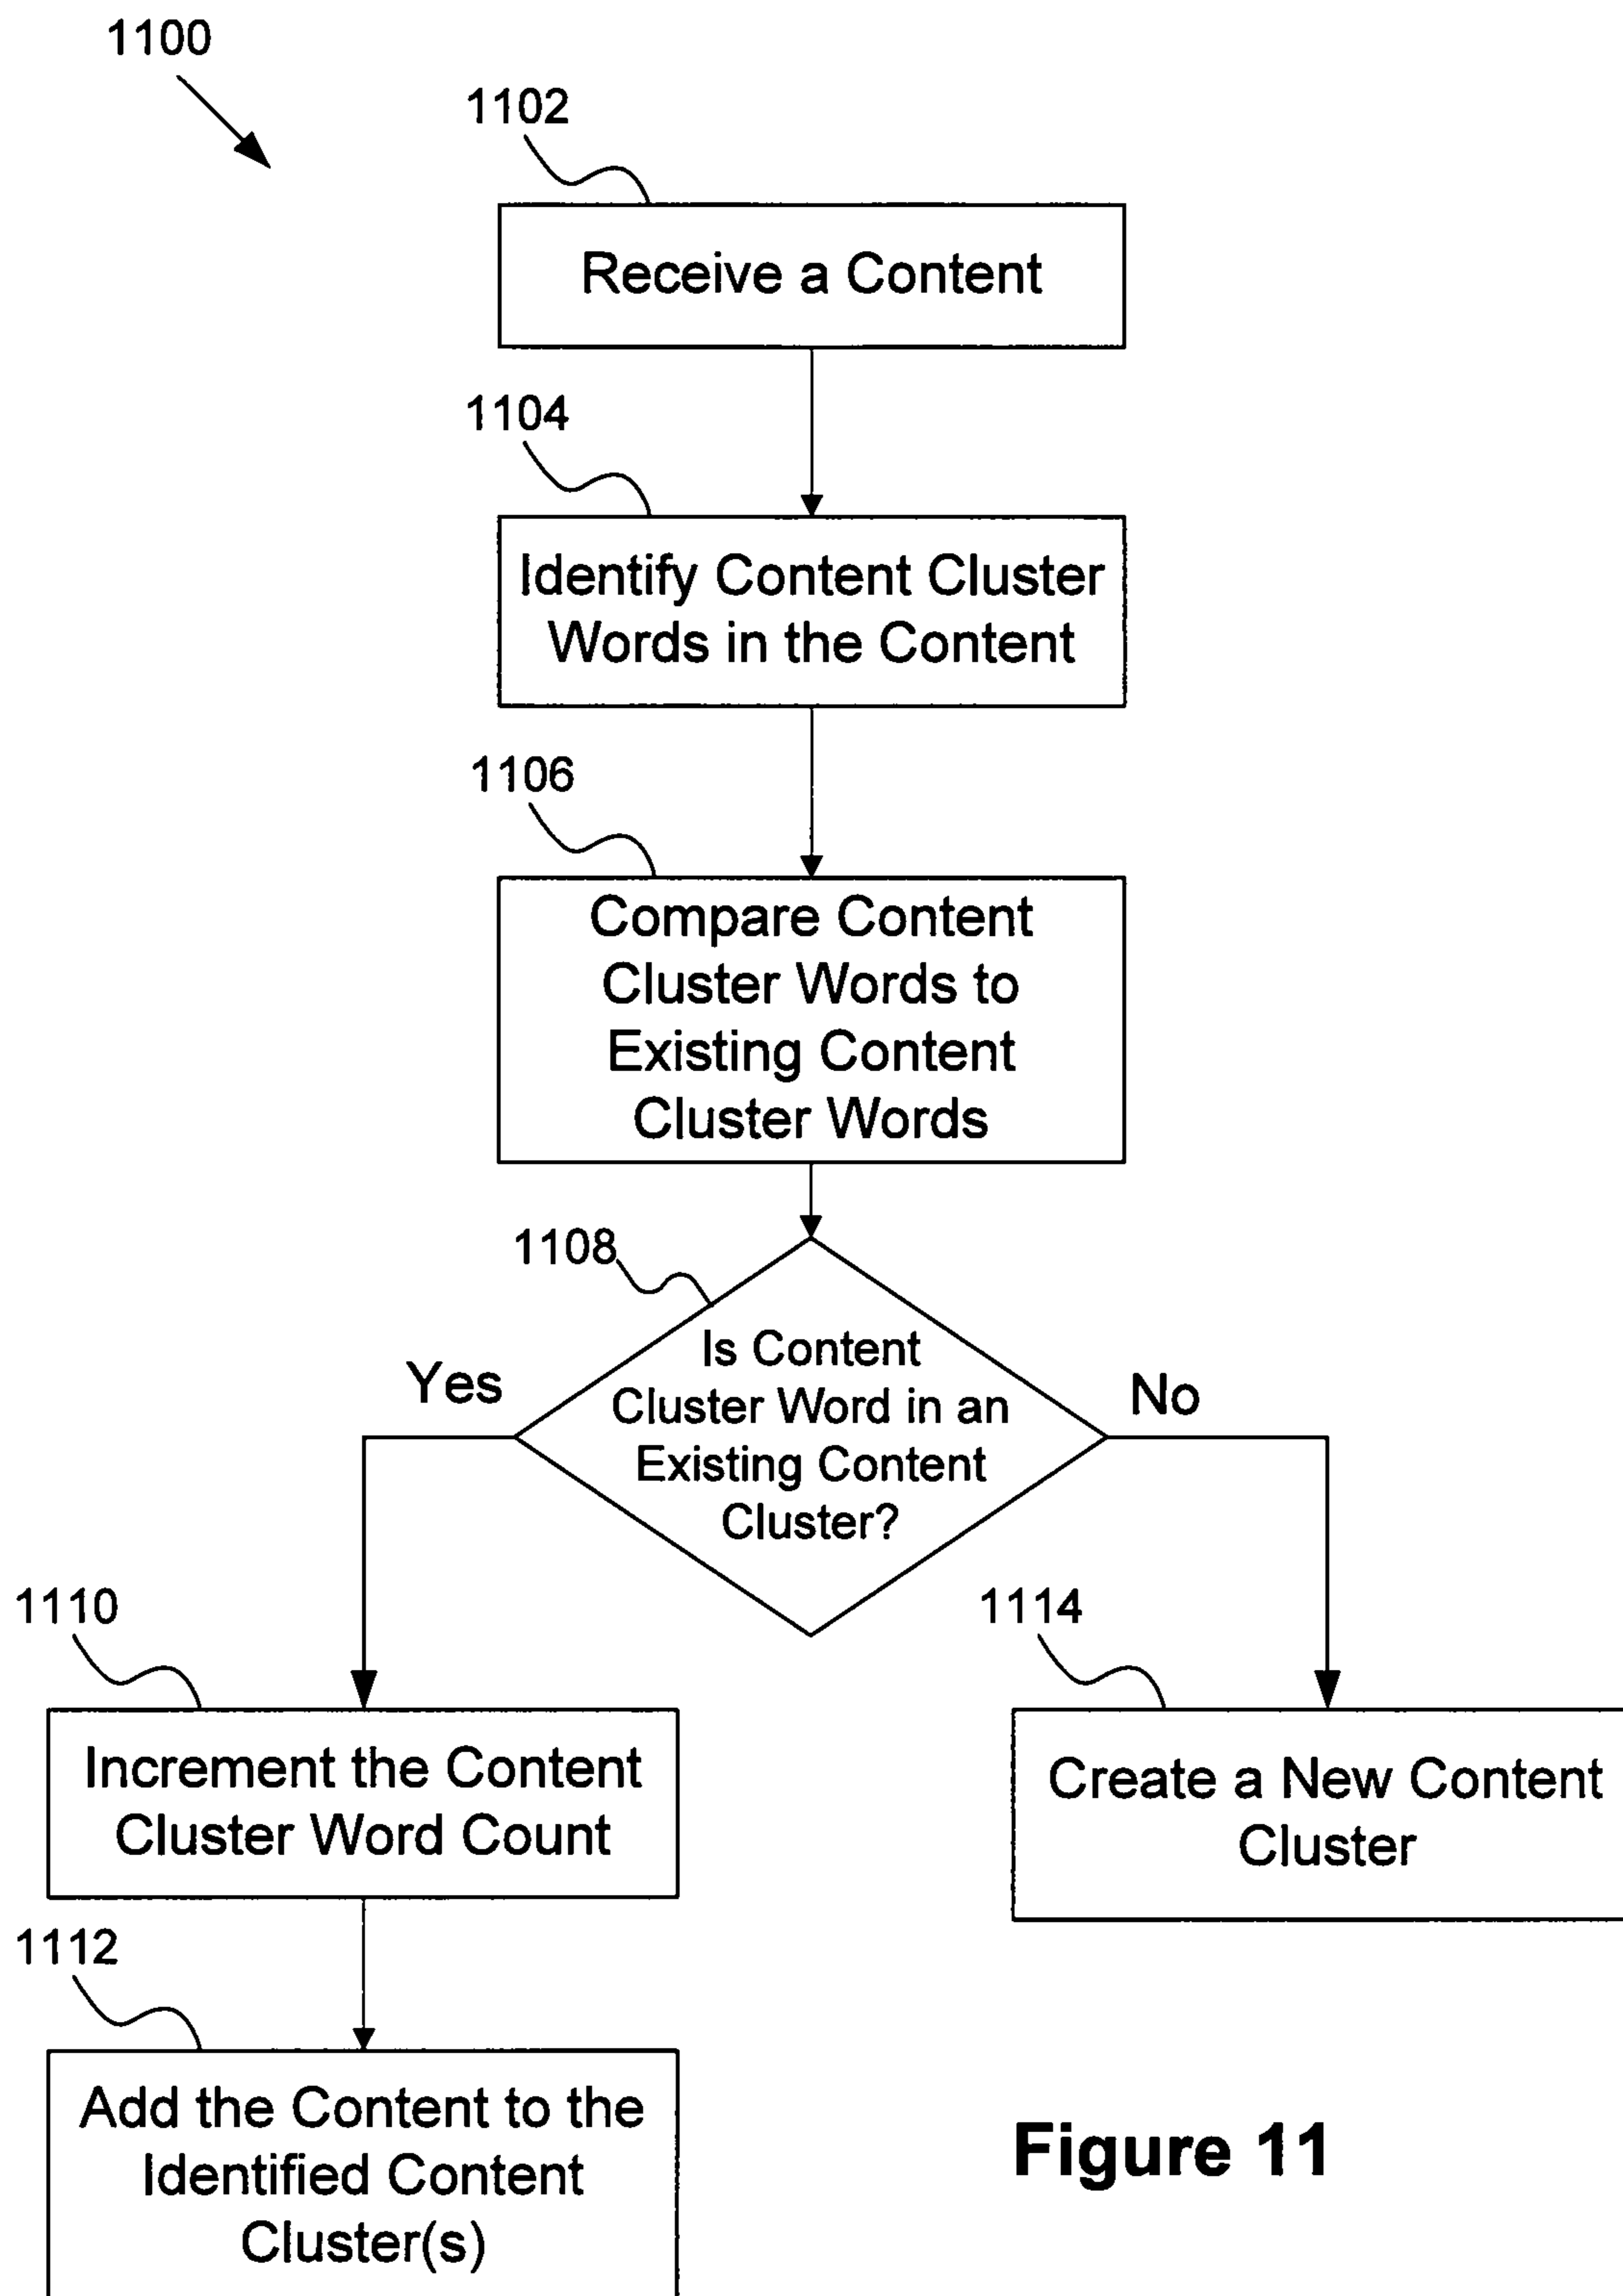 1100
1102
Receive a Content
1104
Identify Content Cluster
Words in the Content
1106
Compare Content
Cluster Words to
Existing Content
Cluster Words
1108
Is Content
Cluster Word in an
Existing Content
Cluster?
Yes
No
1110
Increment the Content
Cluster Word Count
1114
Create a New Content
Cluster
1112
Add the Content to the
Identified Content
Cluster(s)
Figure 11